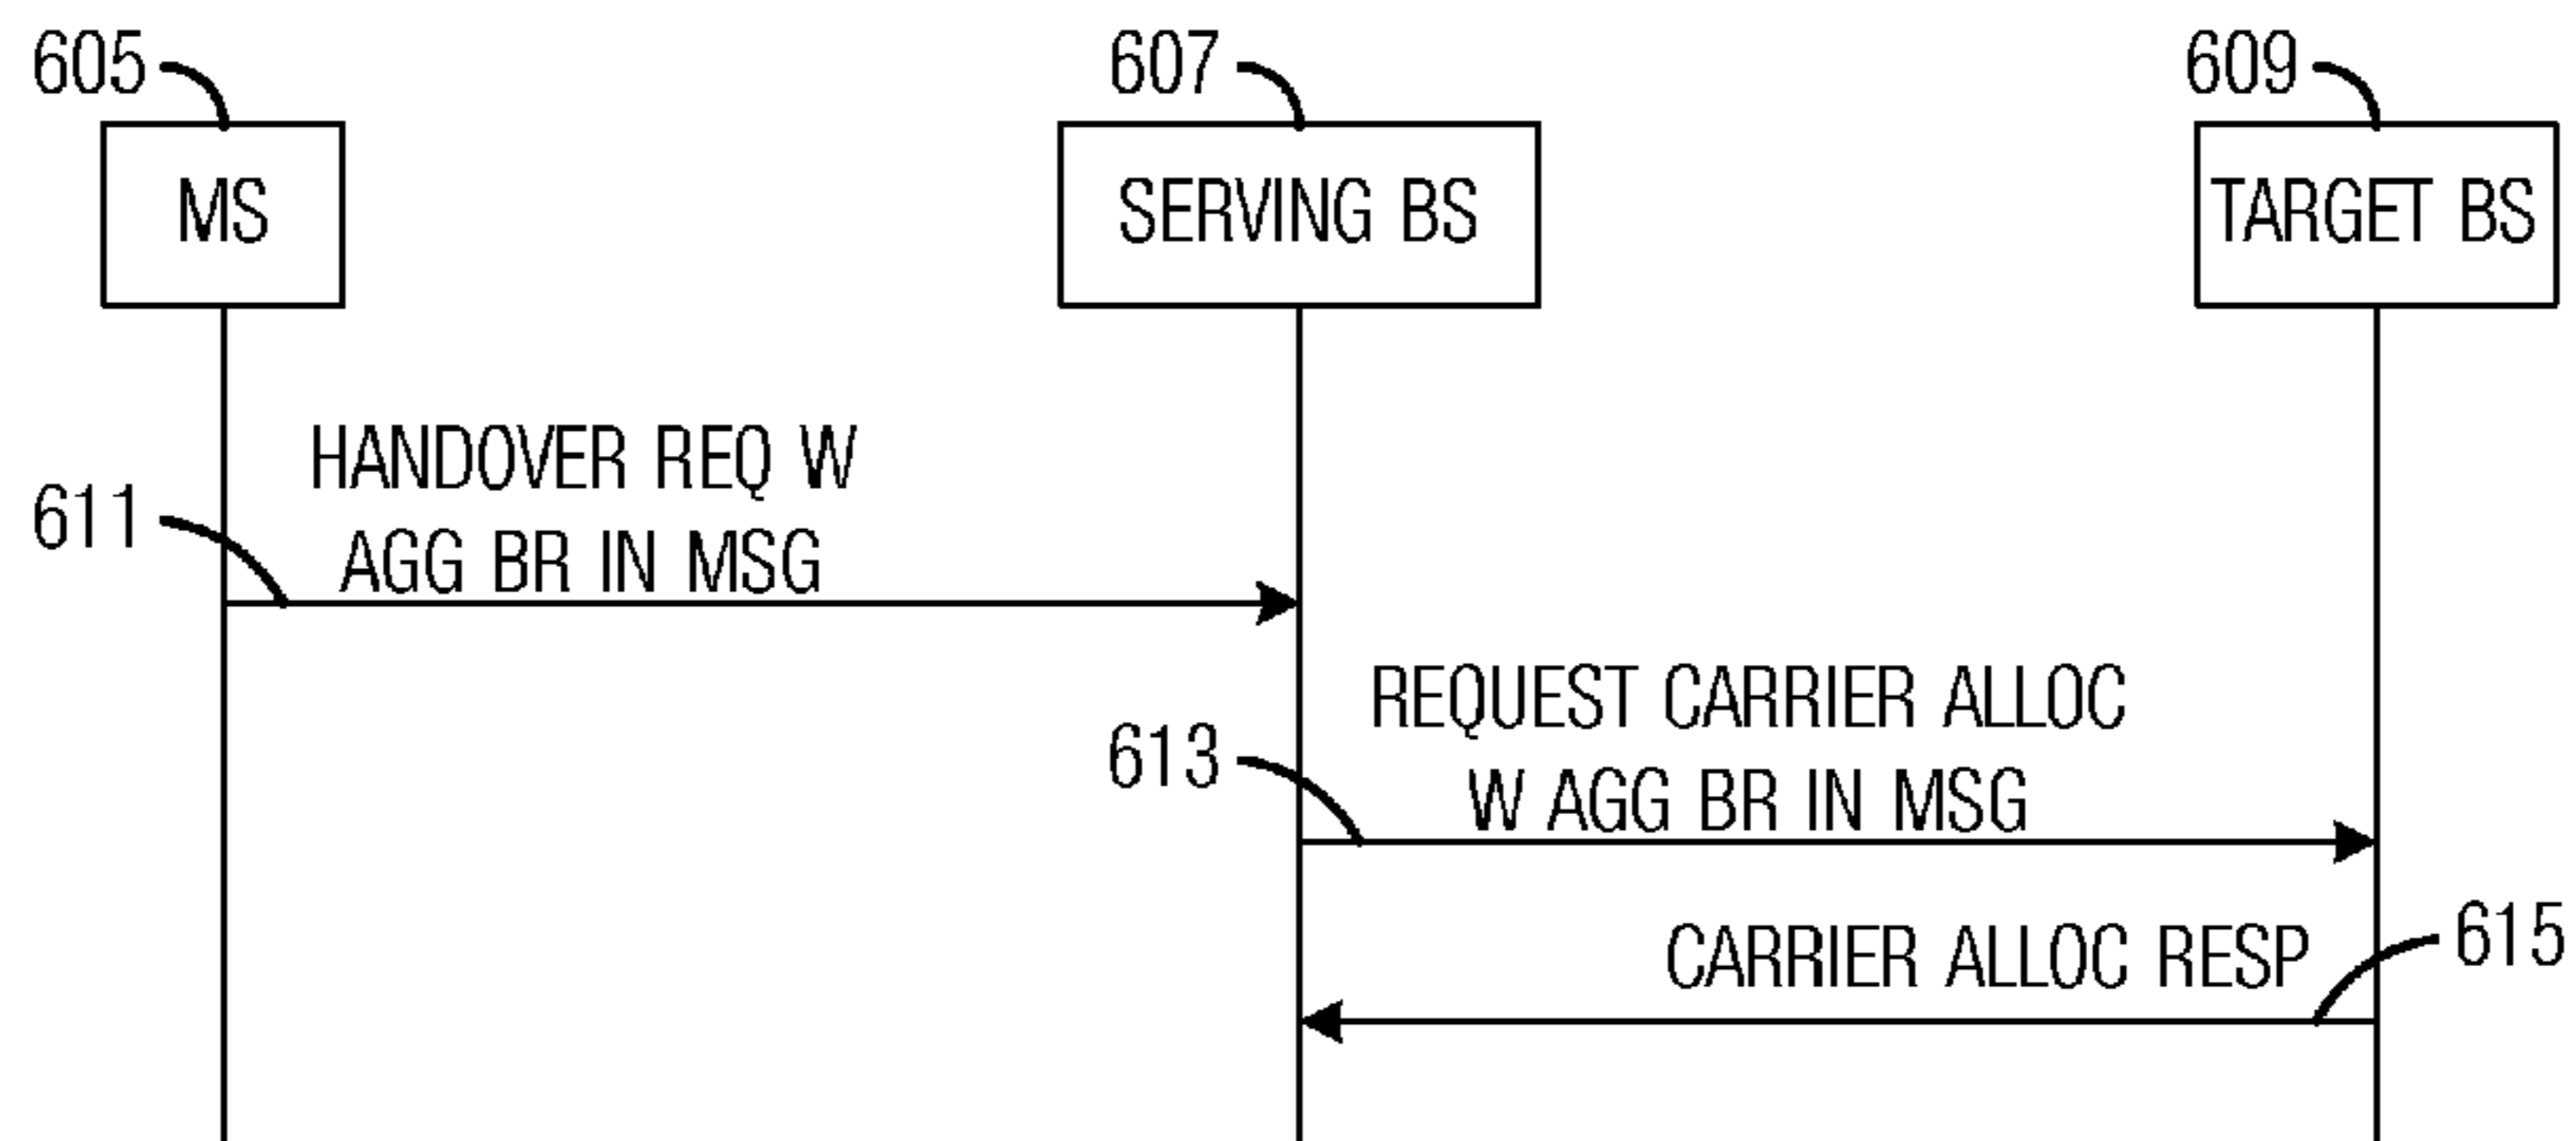 605
607
609
MS
SERVING BS
TARGET BS
HANDOVER REQ W
AGG BR IN MSG
611
REQUEST CARRIER ALLOC
W AGG BR IN MSG
613
CARRIER ALLOC RESP
615